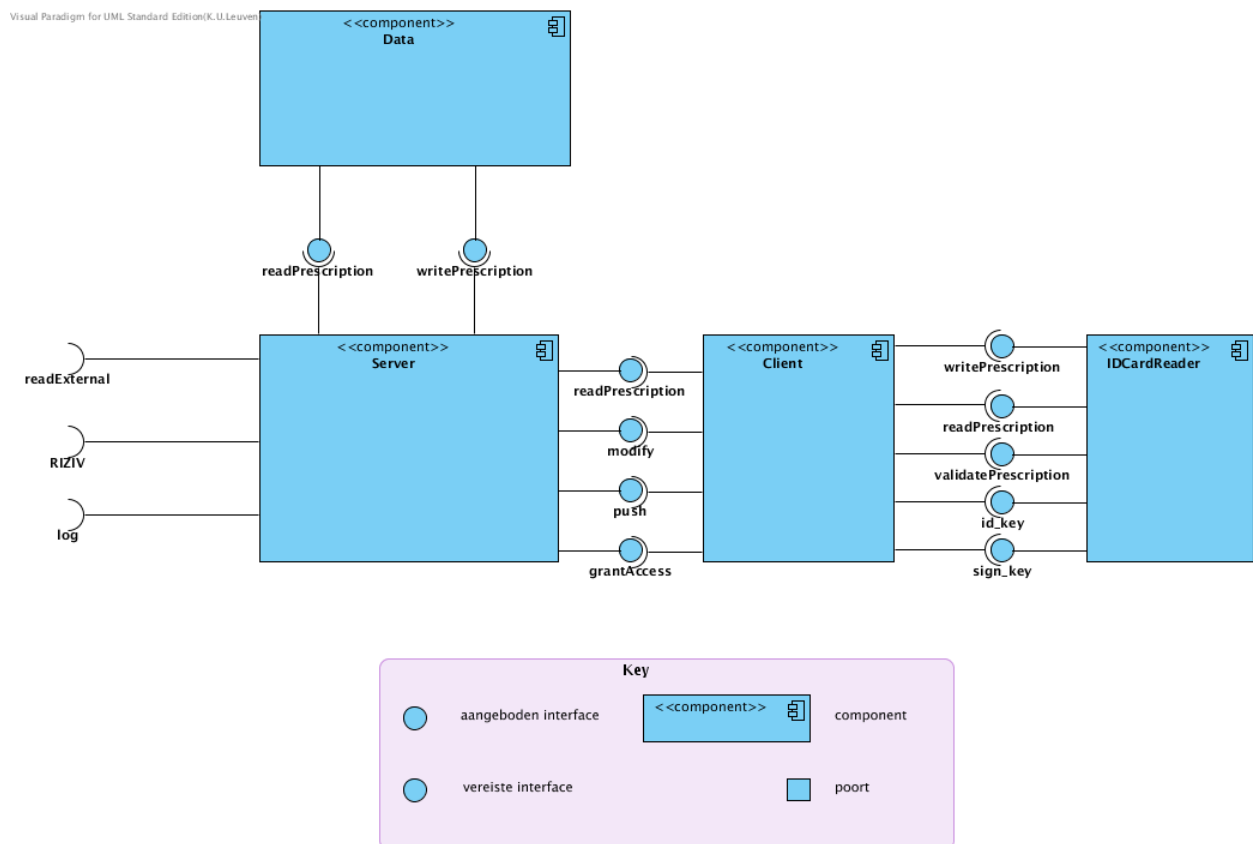 Visual Paradigm for UML Standard Edition(K.U.Leuven)
<<component>>
Data
readPrescription
writePrescription
<<component>>
Server
<<component>>
Client
<<component>>
IDCardReader
readExternal
RIZIV
log
readPrescription
modify
push
grantAccess
writePrescription
readPrescription
validatePrescription
id_key
sign_key
Key
aangeboden interface
<<component>>
component
vereiste interface
poort